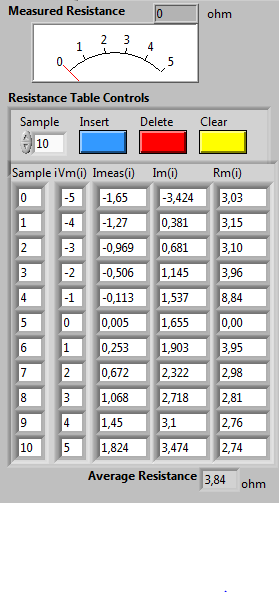 Measured Resistance 0 ohm
0 1 2 3 4 5
Resistance Table Controls
Sample Insert Delete Clear
10
Sample i Vm(i) Imeas(i) Im(i) Rm(i)
0 -5 -1,65 -3,424 3,03
1 -4 -1,27 0,381 3,15
2 -3 -0,969 0,681 3,10
3 -2 -0,506 1,145 3,96
4 -1 -0,113 1,537 8,84
5 0 0,005 1,655 0,00
6 1 0,253 1,903 3,95
7 2 0,672 2,322 2,98
8 3 1,068 2,718 2,81
9 4 1,45 3,1 2,76
10 5 1,824 3,474 2,74
Average Resistance 3,84 ohm